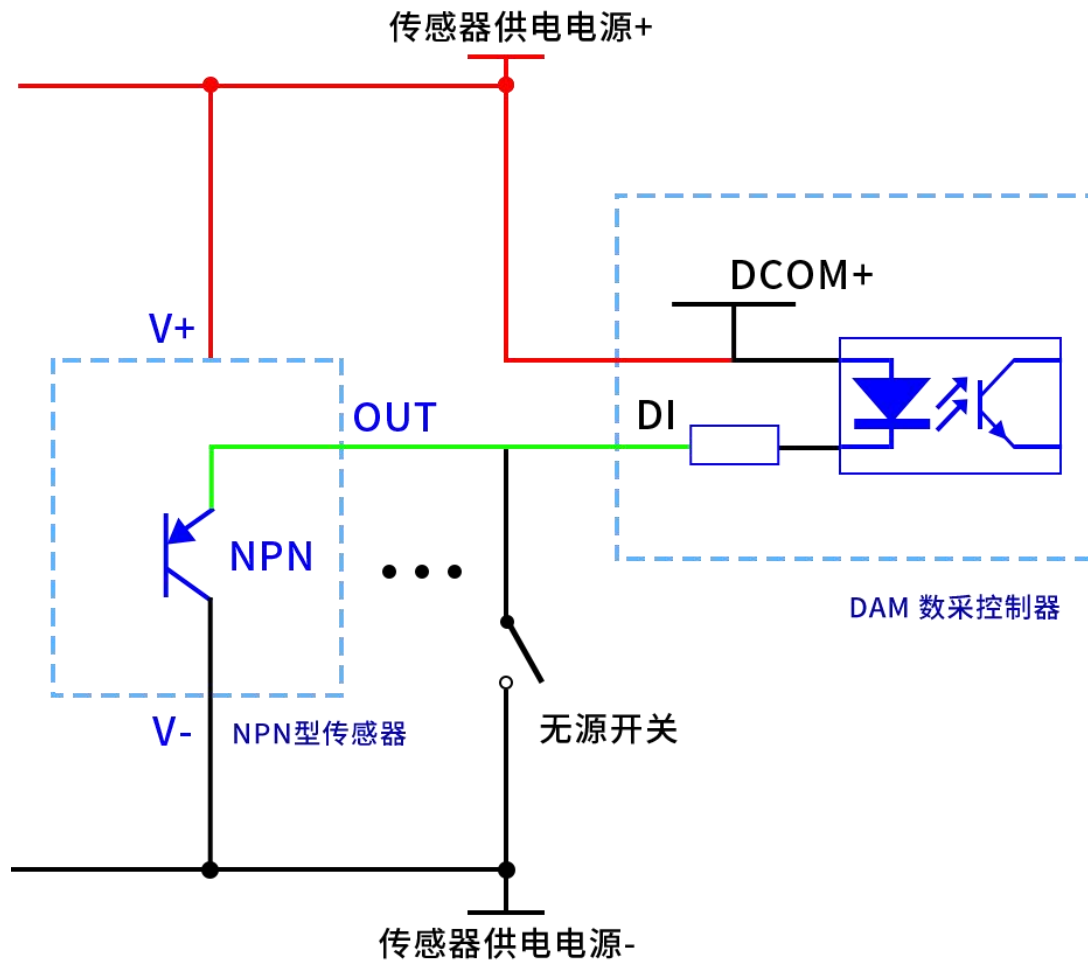 传感器供电电源+
DCOM+
V+
OUT
DI
NPN
DAM 数采控制器
V-
NPN型传感器
无源开关
传感器供电电源-